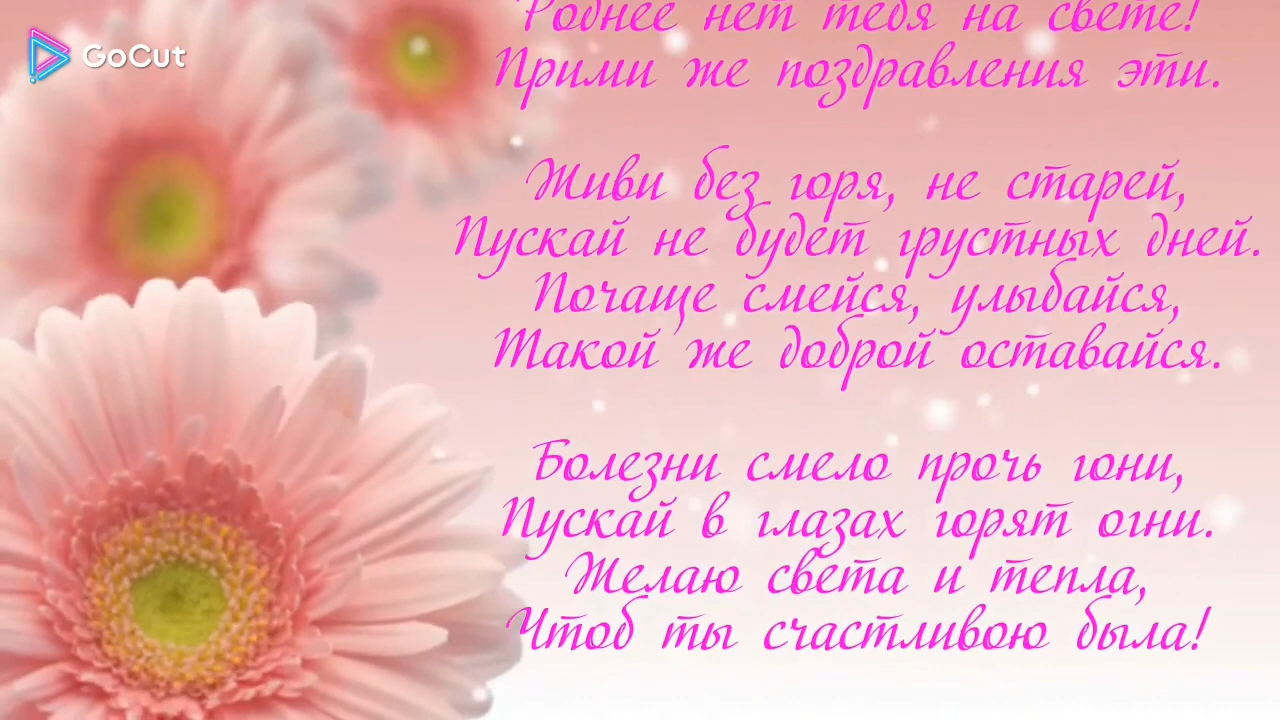 GoCut
Роднее нет тебя на свете!
Прими же поздравления эти.
Живи без горя, не старей,
Пускай не будет грустных дней.
Почаще смейся, улыбайся,
Такой же доброй оставайся.
Болезни смело прочь гони,
Пускай в глазах горят огни.
Желаю света и тепла,
Чтоб ты счастливою была!